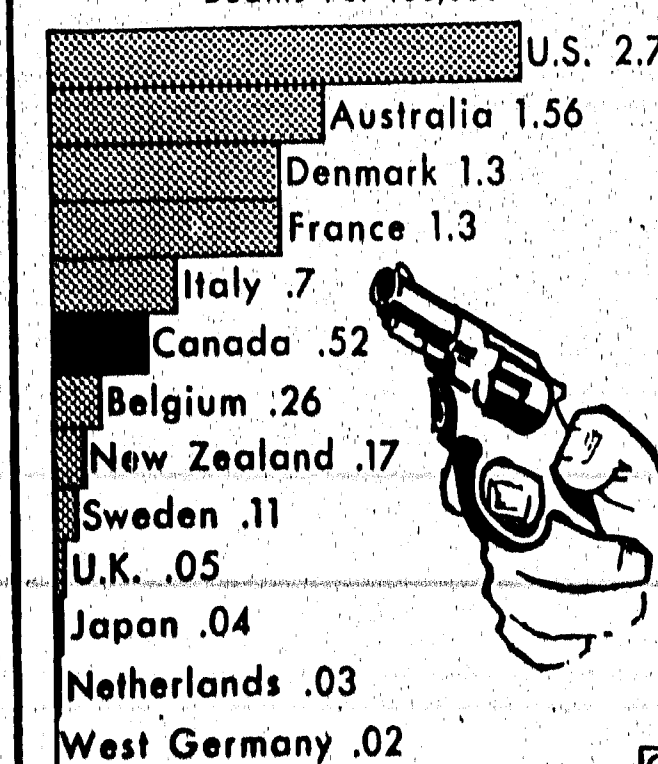 U.S. 2.7
Australia 1.56
Denmark 1.3
France 1.3
Italy .7
Canada .52
Belgium .26
New Zealand .17
Sweden .11
U.K. .05
Japan .04
Netherlands .03
West Germany .02